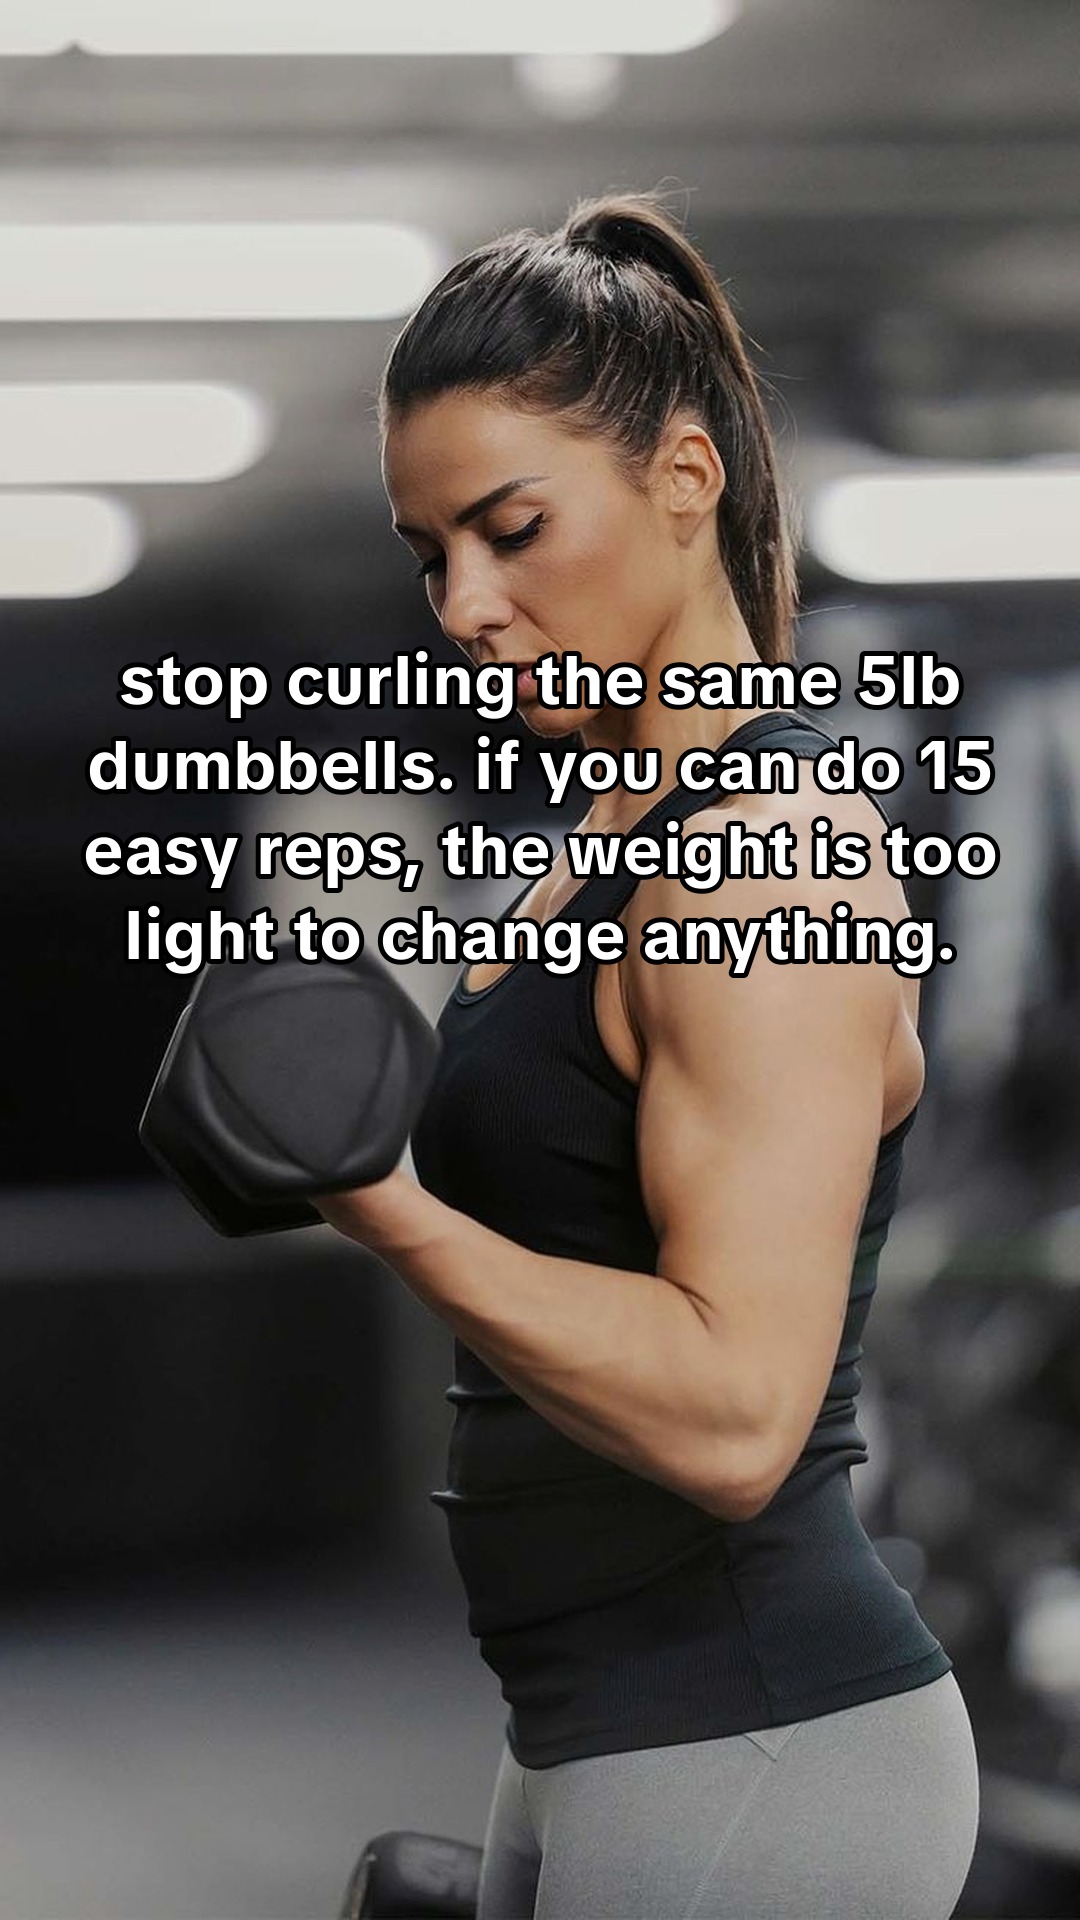 stop curling the same 5lb
dumbbells. if you can do 15
easy reps, the weight is too
light to change anything.